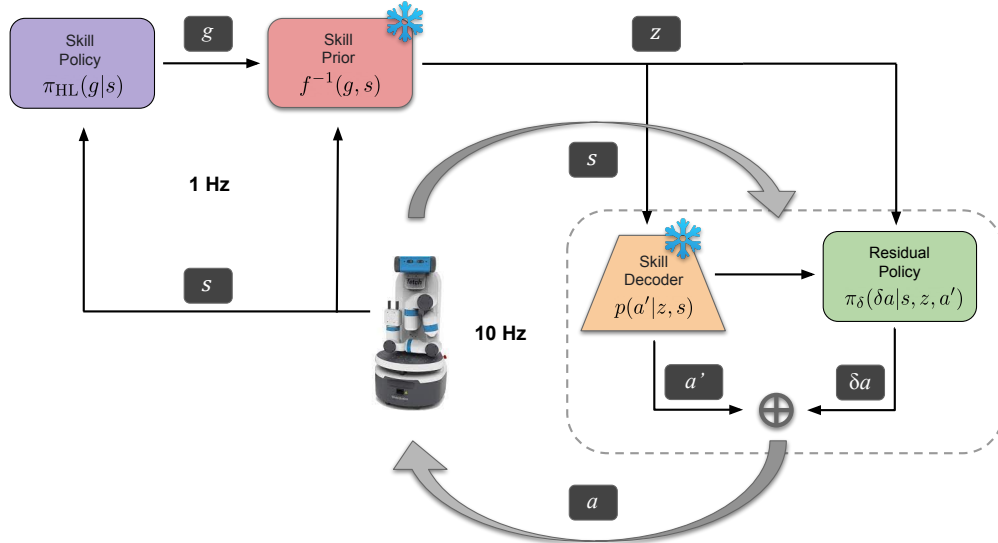 Skill
Policy
π_HL(g|s)
g
Skill
Prior
f⁻¹(g, s)
z
s
1 Hz
s
fetch
10 Hz
Skill
Decoder
p(a′|z, s)
Residual
Policy
π_δ(δa|s, z, a′)
a’
δa
a